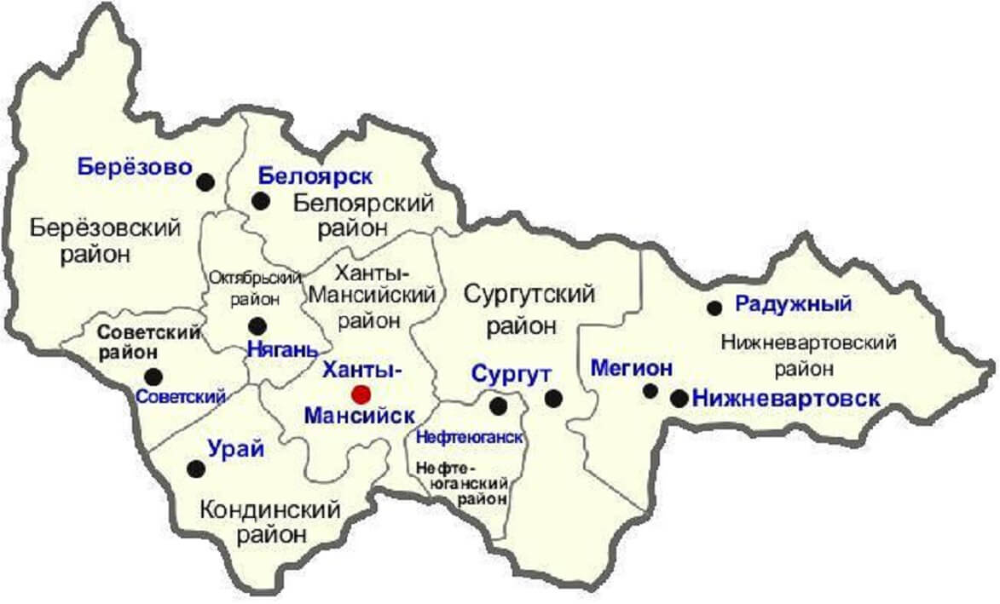 Берёзово
Белоярск
Белоярский
район
Берёзовский
район
Октябрьский
район
Ханты-
Мансийский
район
Сургутский
район
Радужный
Нижневартовский
район
Советский
район
Нягань
Ханты-
Мансийск
Сургут
Мегион
Нижневартовск
Советский
Урай
Нефтеюганск
Нефте-
юганский
район
Кондинский
район